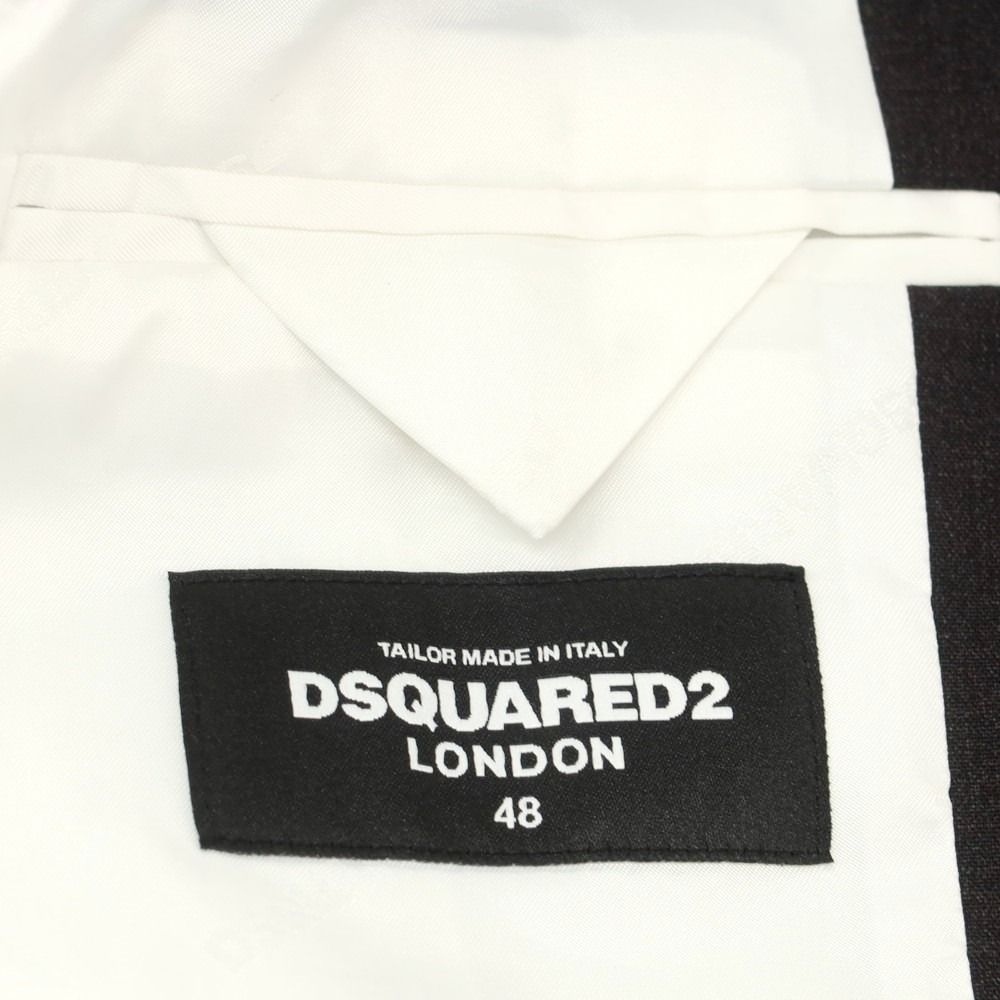 TAILOR MADE IN ITALY
DSQUARED2
LONDON
48